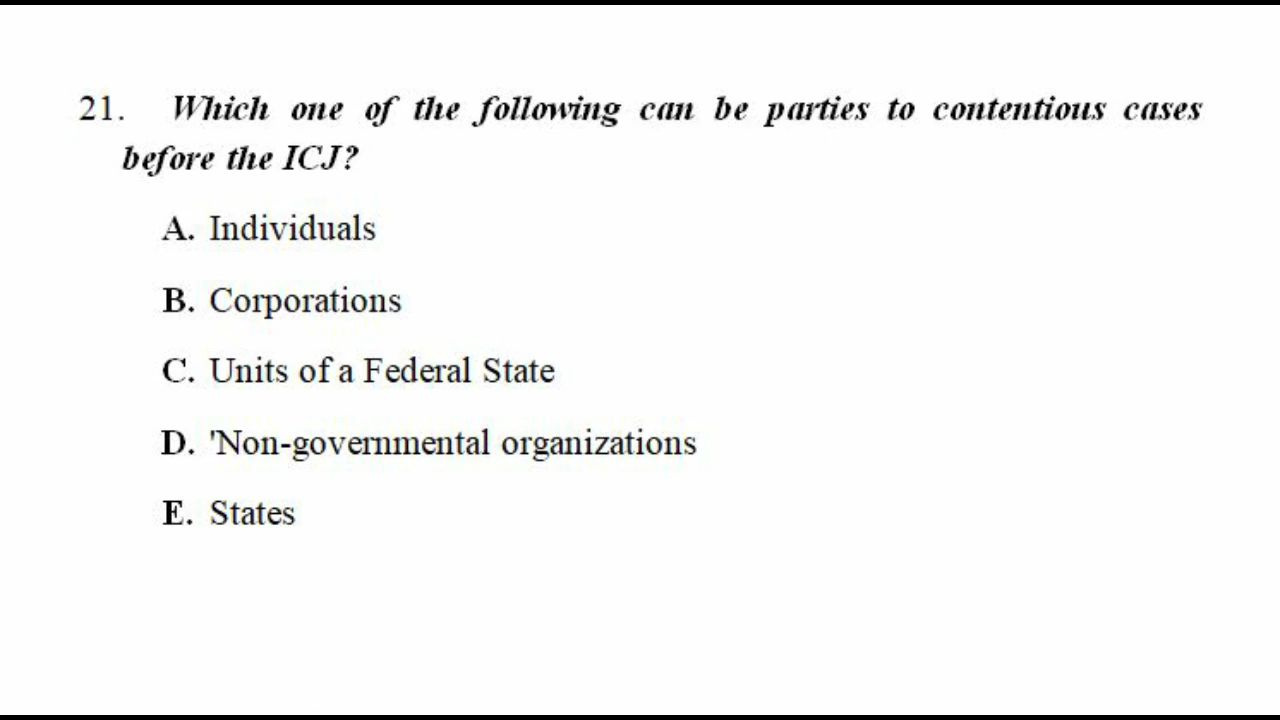 21. Which one of the following can be parties to contentious cases
before the ICJ?
A. Individuals
B. Corporations
C. Units of a Federal State
D. 'Non-governmental organizations
E. States